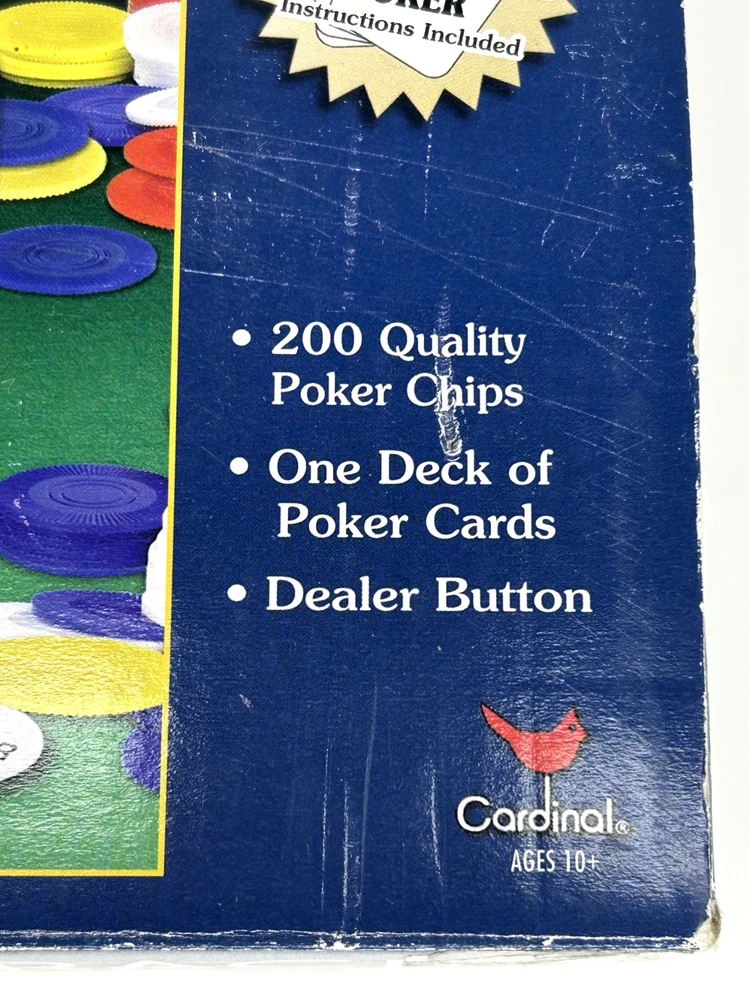 Instructions Included
• 200 Quality
Poker Chips
• One Deck of
Poker Cards
• Dealer Button
Cardinal®
AGES 10+